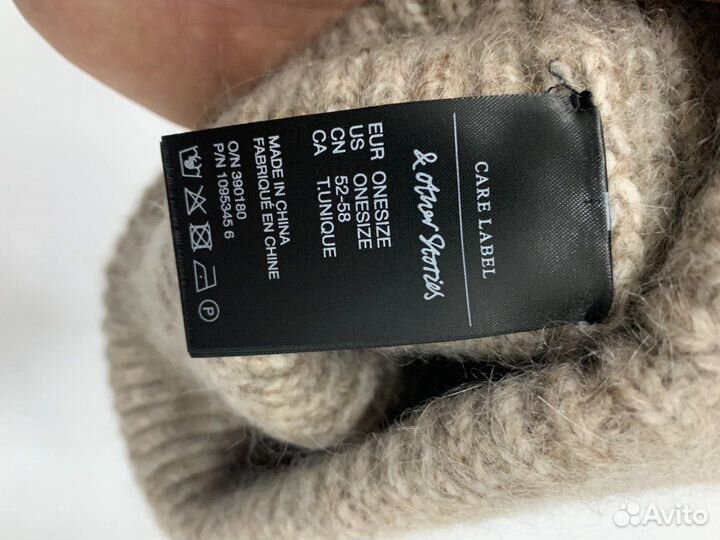 CARE LABEL
& Other Stories
EUR ONESIZE
US ONESIZE
CN 52-58
CA T.UNIQUE
MADE IN CHINA
FABRIQUÉ EN CHINE
O/N 390180
P/N 1095345 6
P
Avito